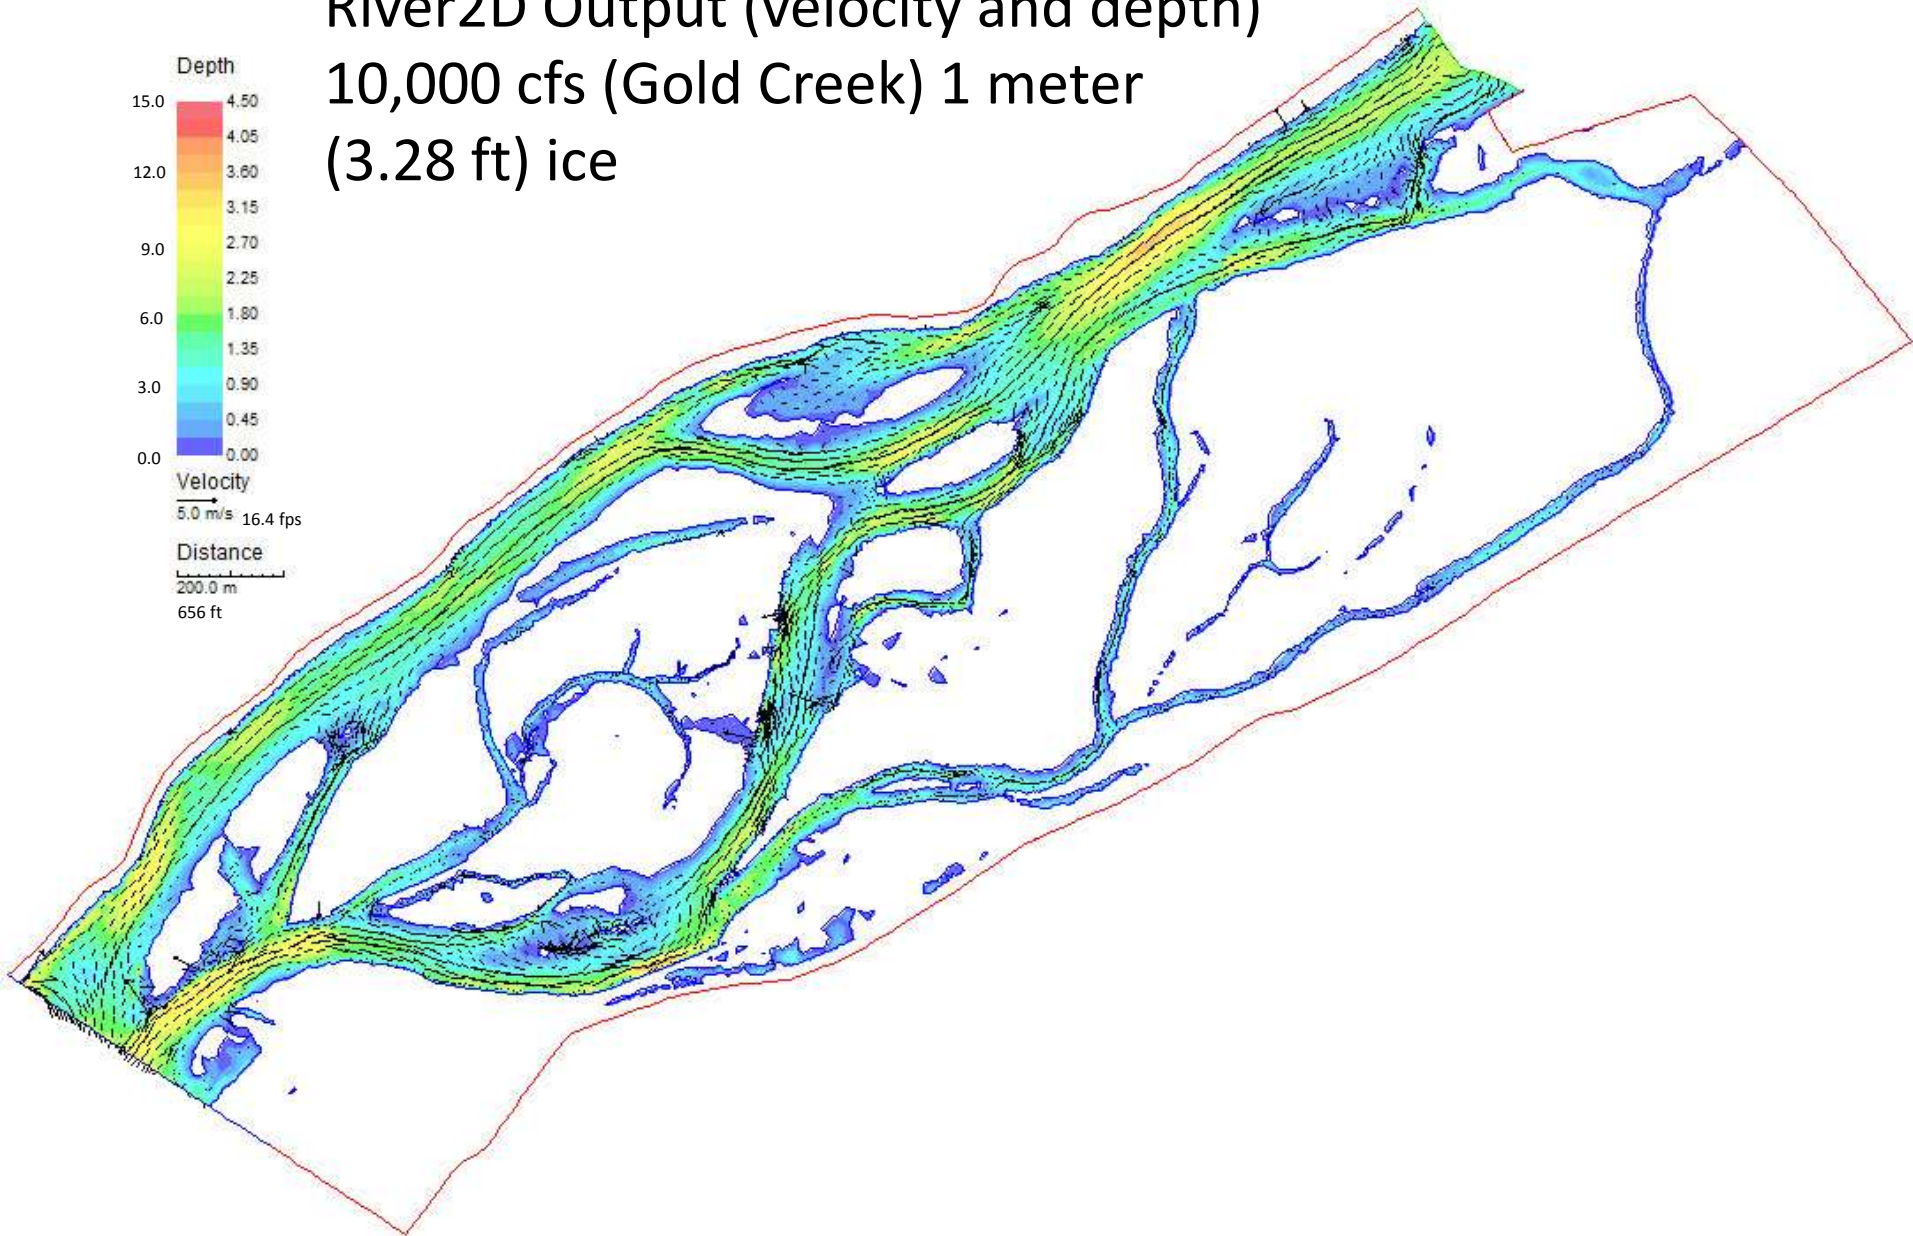 River2D Output (velocity and depth)
10,000 cfs (Gold Creek) 1 meter
(3.28 ft) ice
Depth
15.0 4.50
4.05
12.0 3.60
3.15
9.0 2.70
2.25
6.0 1.80
1.35
3.0 0.90
0.45
0.0 0.00
Velocity
5.0 m/s 16.4 fps
Distance
200.0 m
656 ft